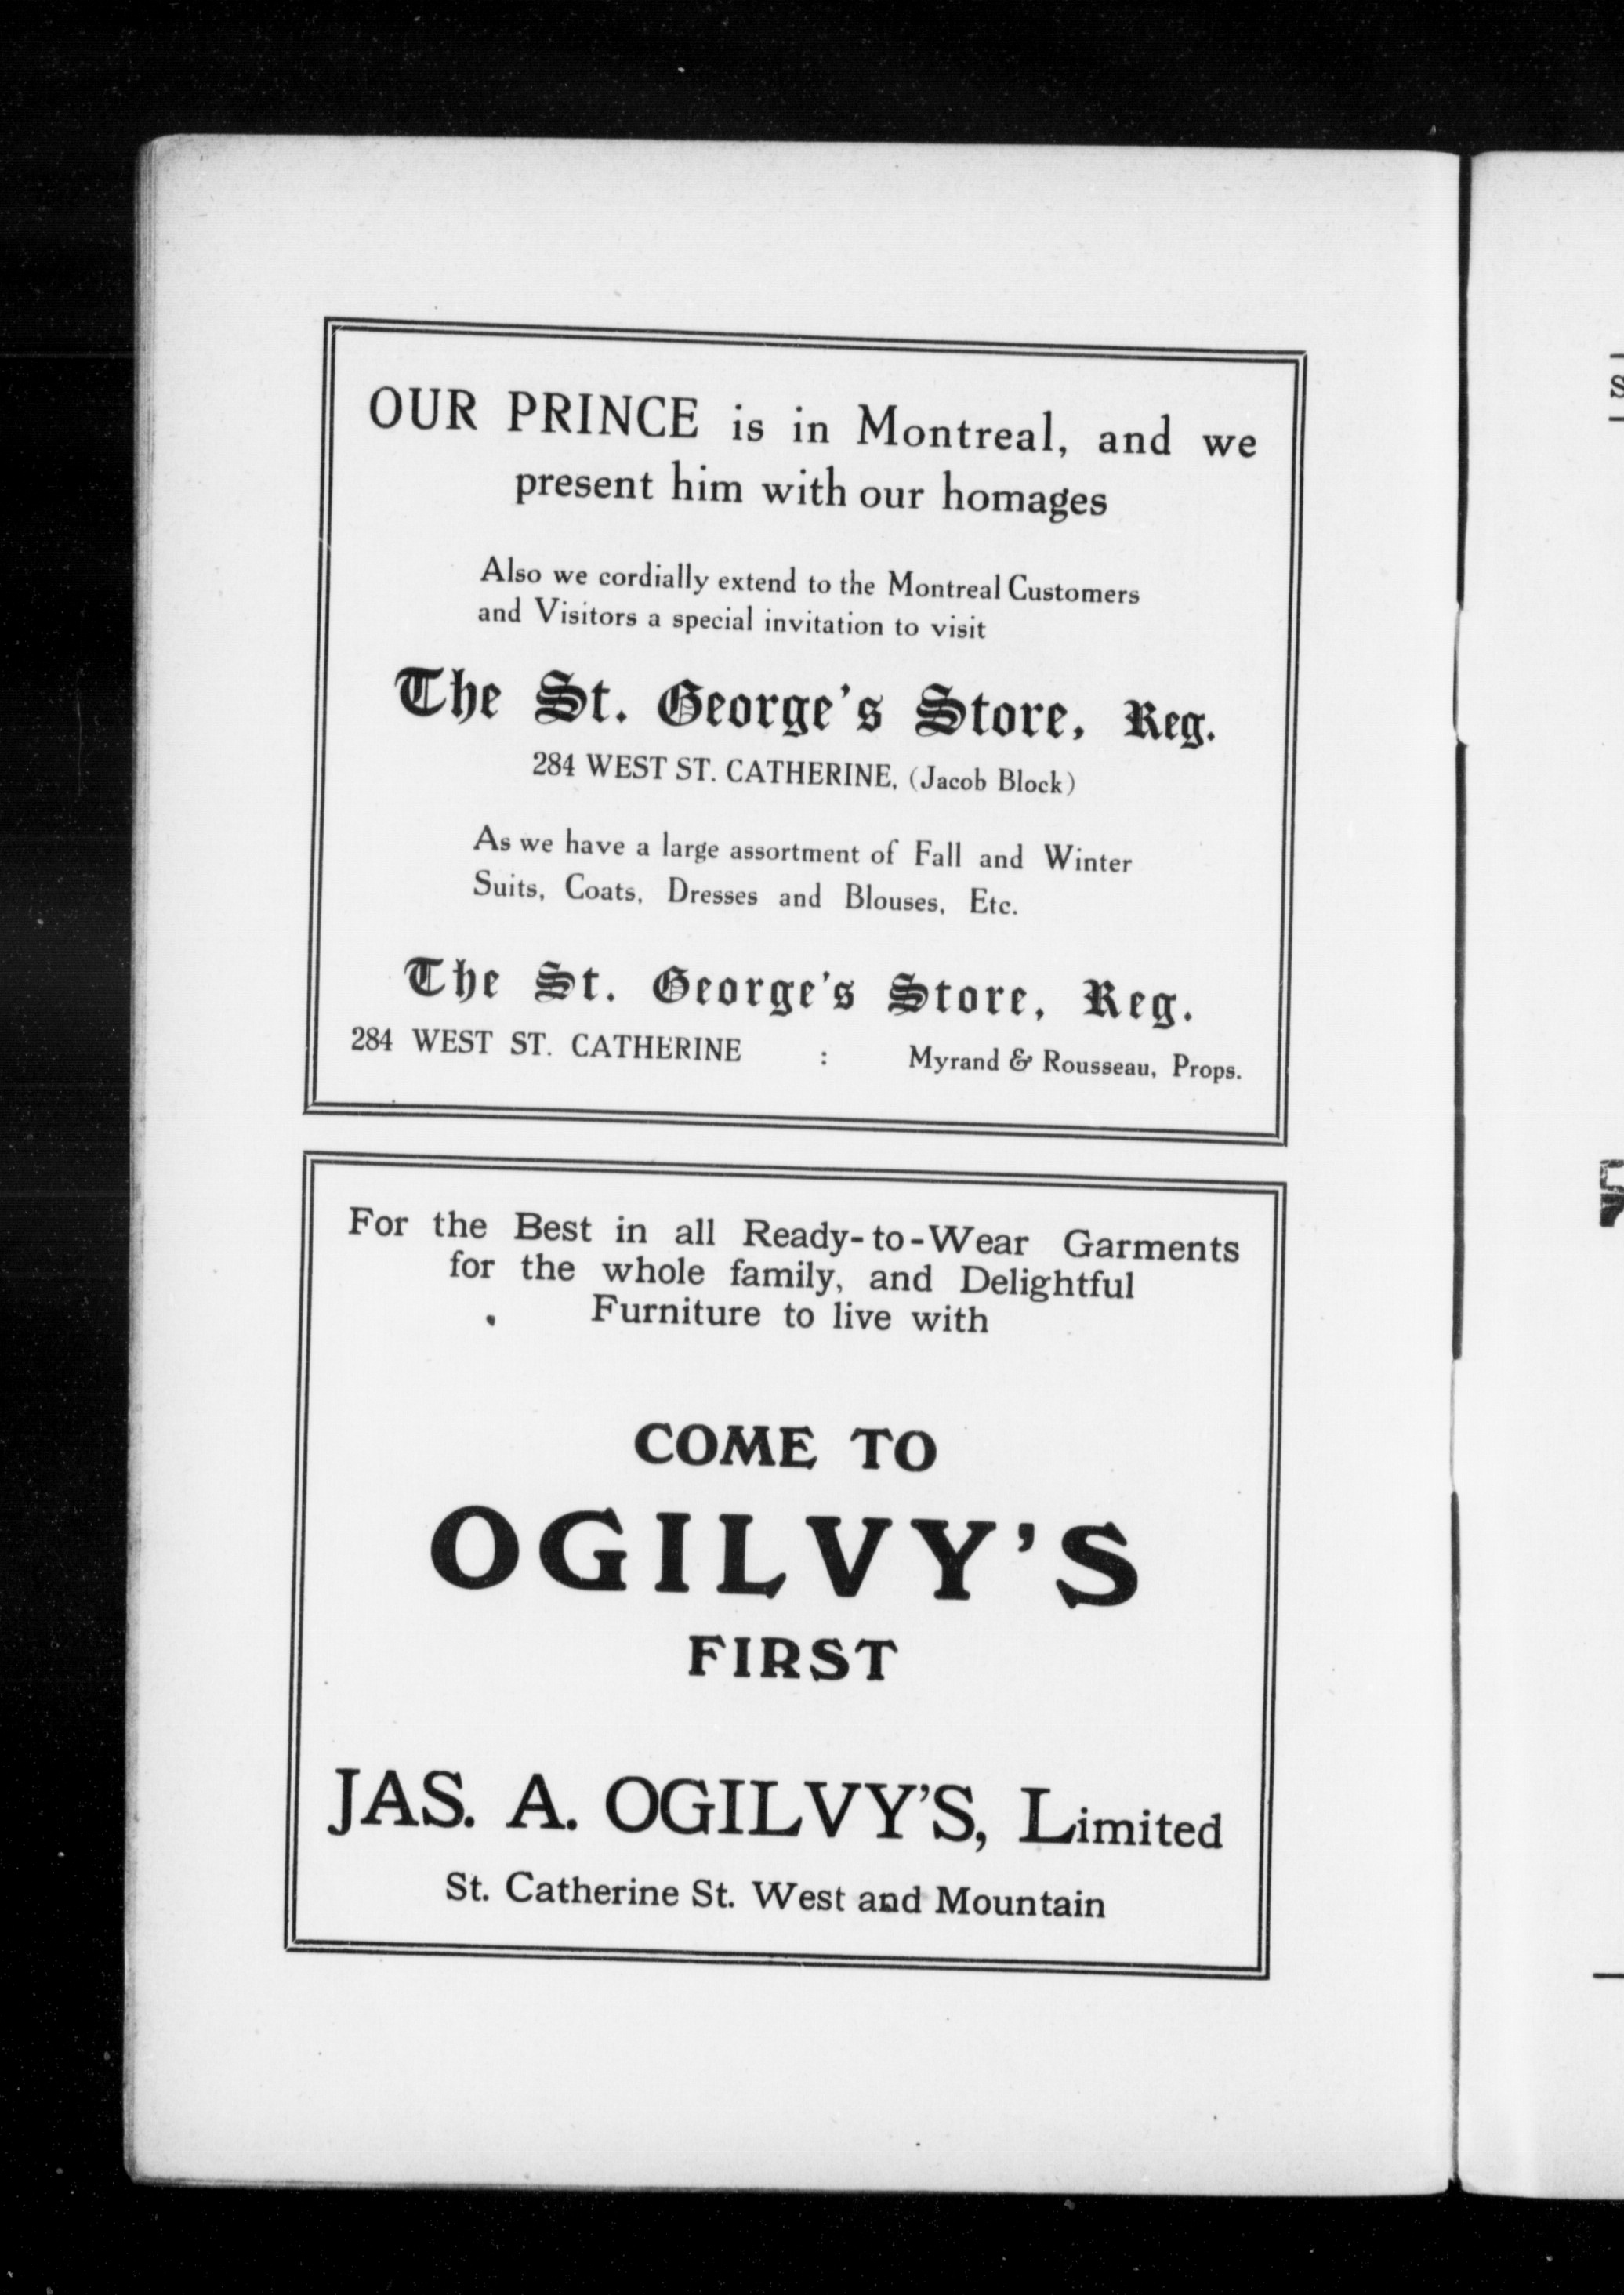 OUR PRINCE is in Montreal, and we
present him with our homages
Also we cordially extend to the Montreal Customers
and Visitors a special invitation to visit
The St. George's Store, Reg.
284 WEST ST. CATHERINE, (Jacob Block)
As we have a large assortment of Fall and Winter
Suits, Coats, Dresses and Blouses, Etc.
The St. George's Store, Reg.
284 WEST ST. CATHERINE : Myrand & Rousseau, Props.
For the Best in all Ready-to-Wear Garments
for the whole family, and Delightful
Furniture to live with
COME TO
OGILVY'S
FIRST
JAS. A. OGILVY'S, Limited
St. Catherine St. West and Mountain